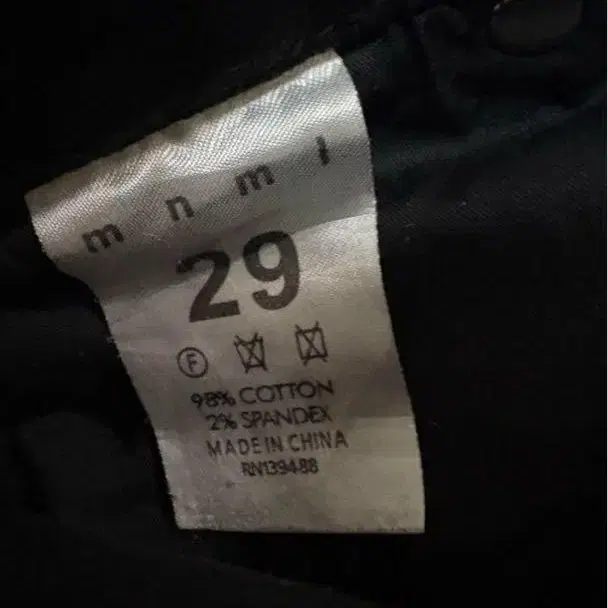 m n m l
29
F
98% COTTON
2% SPANDEX
MADE IN CHINA
RN139488